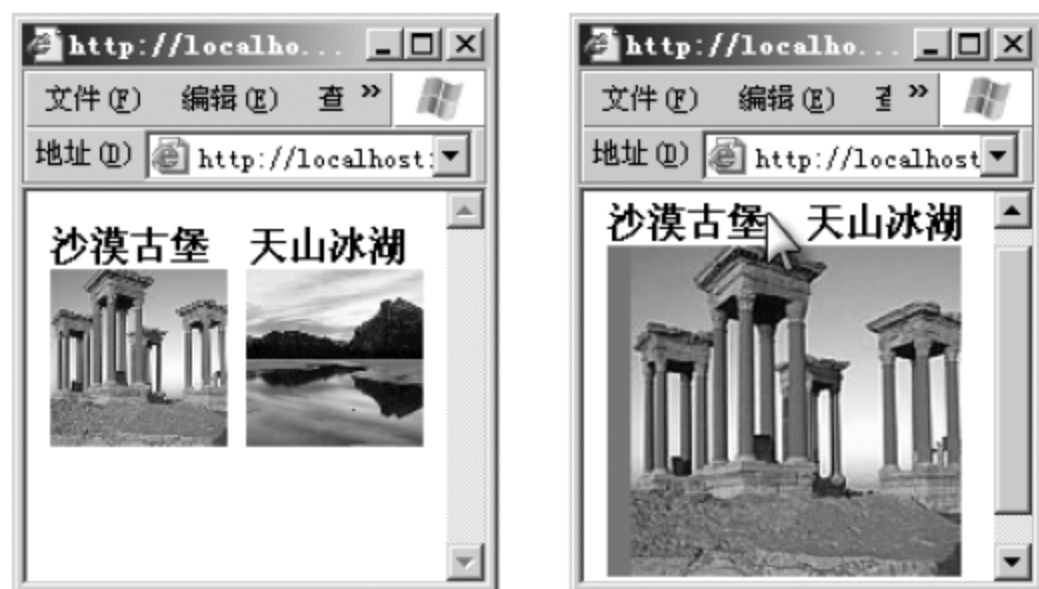 http://localho...
文件(F) 编辑(E) 查 »
地址(D) http://localhost:
沙漠古堡 天山冰湖
http://localho...
文件(F) 编辑(E) »
地址(D) http://localhost
沙漠古堡 天山冰湖